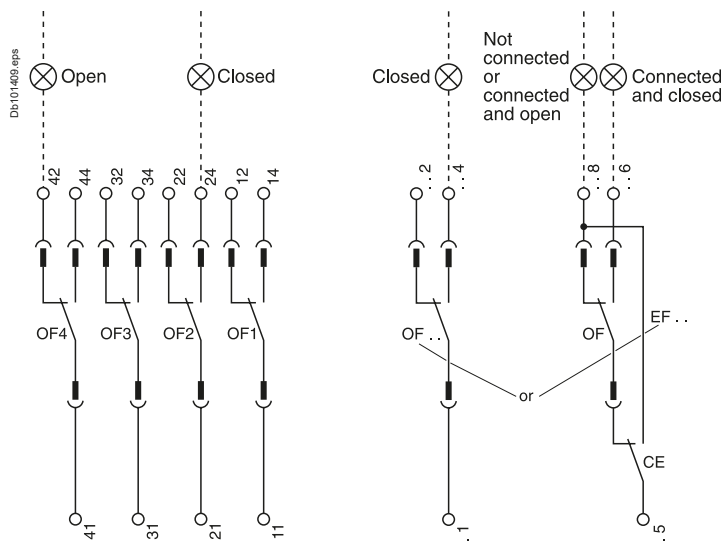 Db101409.eps
Open
Closed
Closed
Not
connected
or
connected
and open
Connected
and closed
42
44
32
34
22
24
12
14
. . 2
. . 4
. . 8
. . 6
OF4
OF3
OF2
OF1
OF . .
or
OF
EF . .
CE
41
31
21
11
. . 1
. . 5